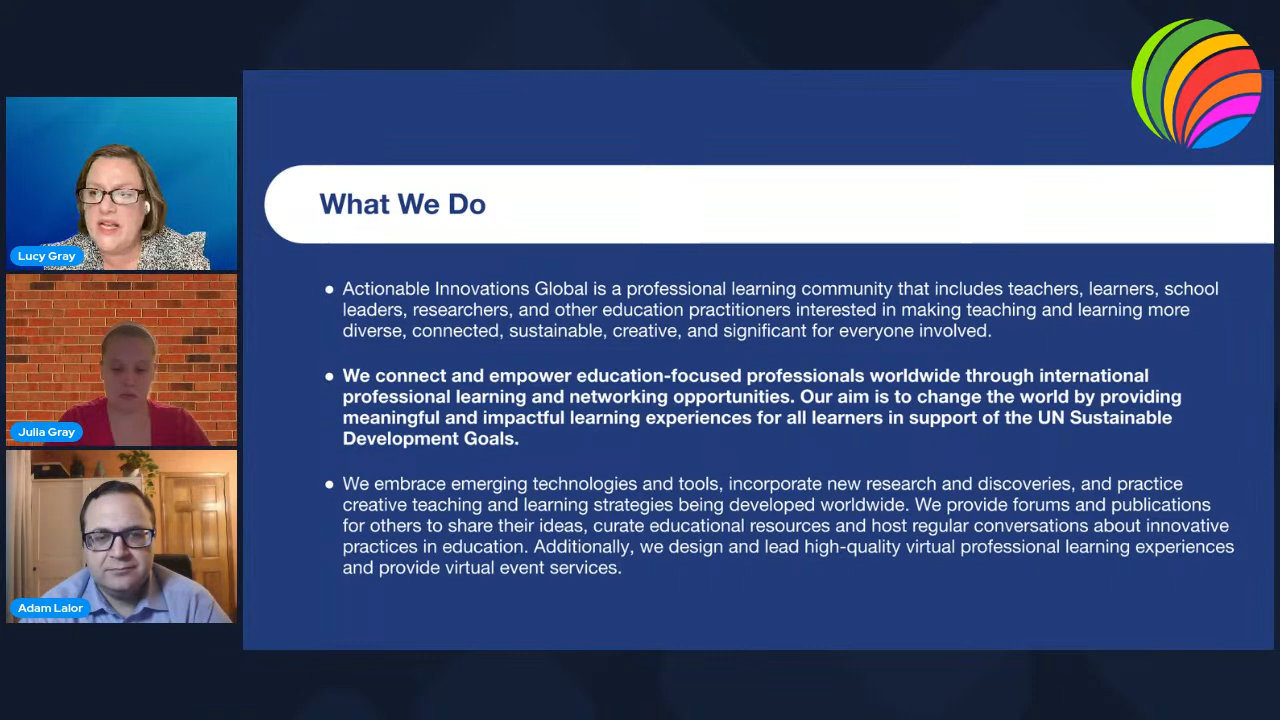 Lucy Gray
Julia Gray
Adam Lalor
What We Do
● Actionable Innovations Global is a professional learning community that includes teachers, learners, school
leaders, researchers, and other education practitioners interested in making teaching and learning more
diverse, connected, sustainable, creative, and significant for everyone involved.
● We connect and empower education-focused professionals worldwide through international
professional learning and networking opportunities. Our aim is to change the world by providing
meaningful and impactful learning experiences for all learners in support of the UN Sustainable
Development Goals.
● We embrace emerging technologies and tools, incorporate new research and discoveries, and practice
creative teaching and learning strategies being developed worldwide. We provide forums and publications
for others to share their ideas, curate educational resources and host regular conversations about innovative
practices in education. Additionally, we design and lead high-quality virtual professional learning experiences
and provide virtual event services.